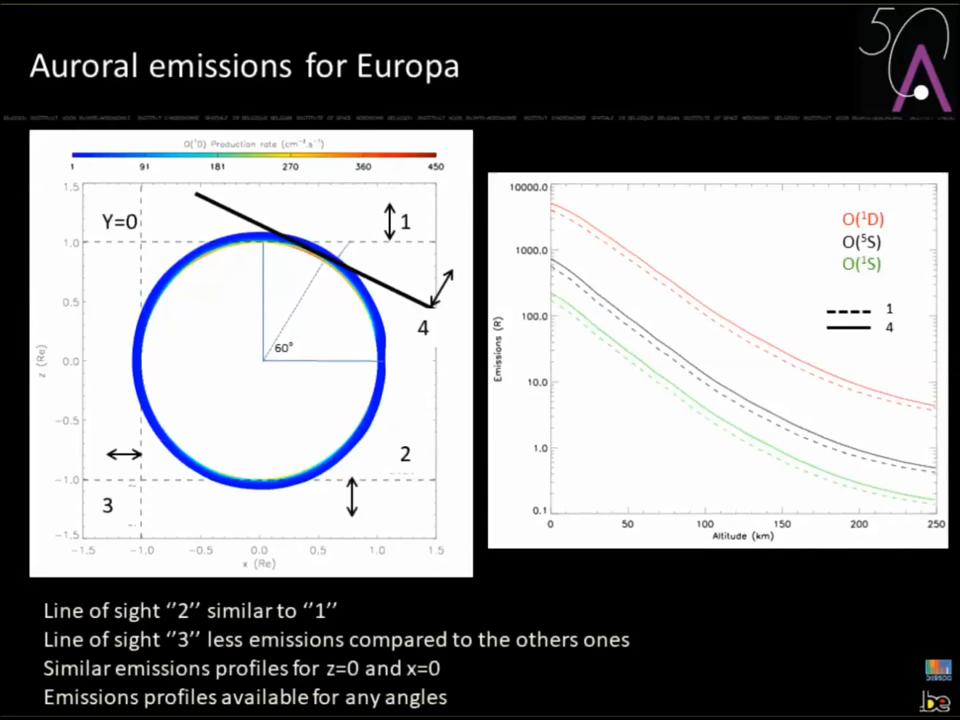 Auroral emissions for Europa
50
A
O(¹D) Production rate (cm⁻³.s⁻¹)
1 91 181 270 360 450
1.5
1.0
0.5
0.0
−0.5
−1.0
−1.5
z (Re)
Y=0
1
4
60°
2
3
−1.5 −1.0 −0.5 0.0 0.5 1.0 1.5
x (Re)
10000.0
1000.0
100.0
10.0
1.0
0.1
Emissions (R)
O(¹D)
O(⁵S)
O(¹S)
1
4
0 50 100 150 200 250
Altitude (km)
Line of sight ‘’2’’ similar to ‘’1’’
Line of sight ‘’3’’ less emissions compared to the others ones
Similar emissions profiles for z=0 and x=0
Emissions profiles available for any angles
.be